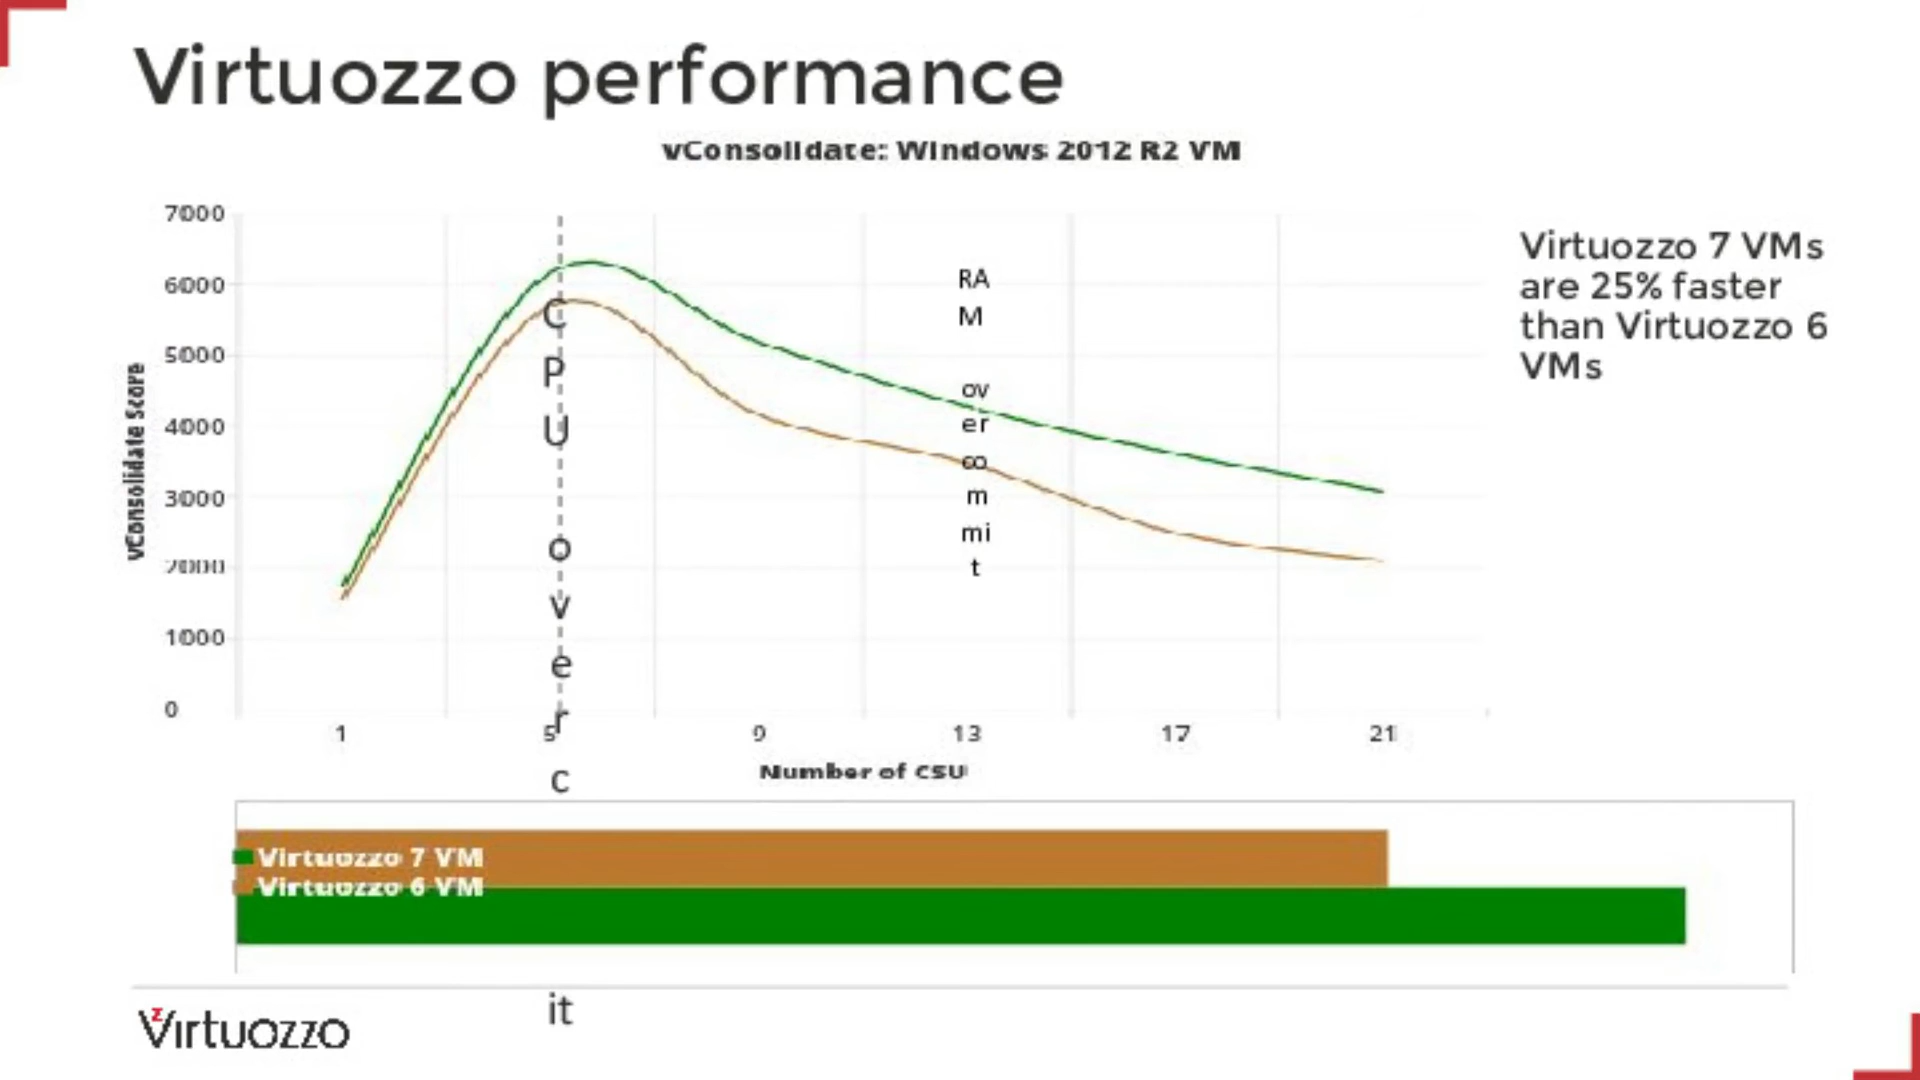 Virtuozzo performance
vConsolidate: Windows 2012 R2 VM
7000
6000
5000
4000
3000
2000
1000
0
vConsolidate Score
C
P
U
o
v
e
r
c
it
RA
M
ov
er
co
m
mi
t
1
5
9
13
17
21
Number of CSU
Virtuozzo 7 VMs
are 25% faster
than Virtuozzo 6
VMs
Virtuozzo 7 VM
Virtuozzo 6 VM
Virtuozzo